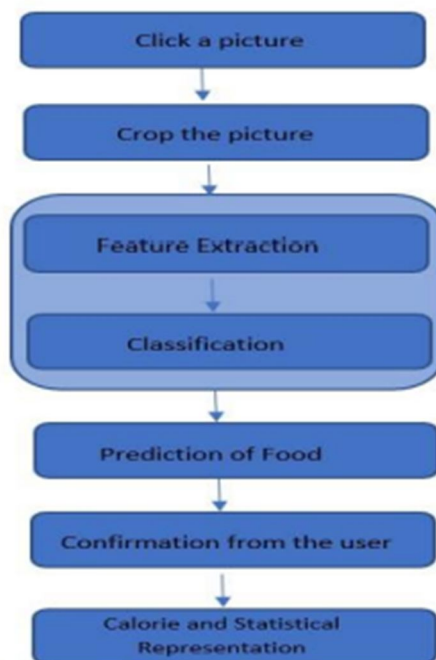 Click a picture
Crop the picture
Feature Extraction
Classification
Prediction of Food
Confirmation from the user
Calorie and Statistical
Representation